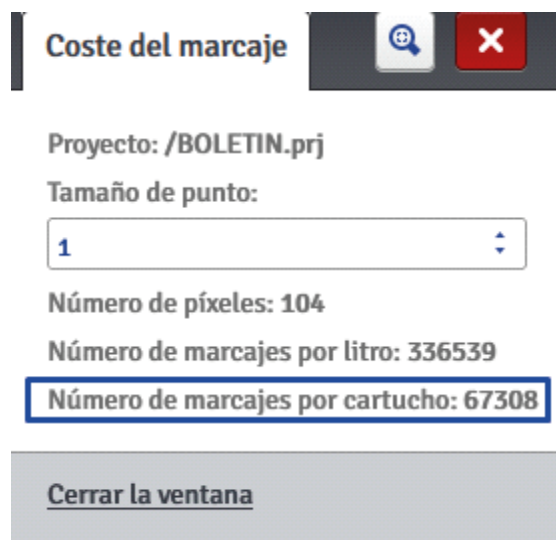 Coste del marcaje
Proyecto: /BOLETIN.prj
Tamaño de punto:
1
Número de píxeles: 104
Número de marcajes por litro: 336539
Número de marcajes por cartucho: 67308
Cerrar la ventana